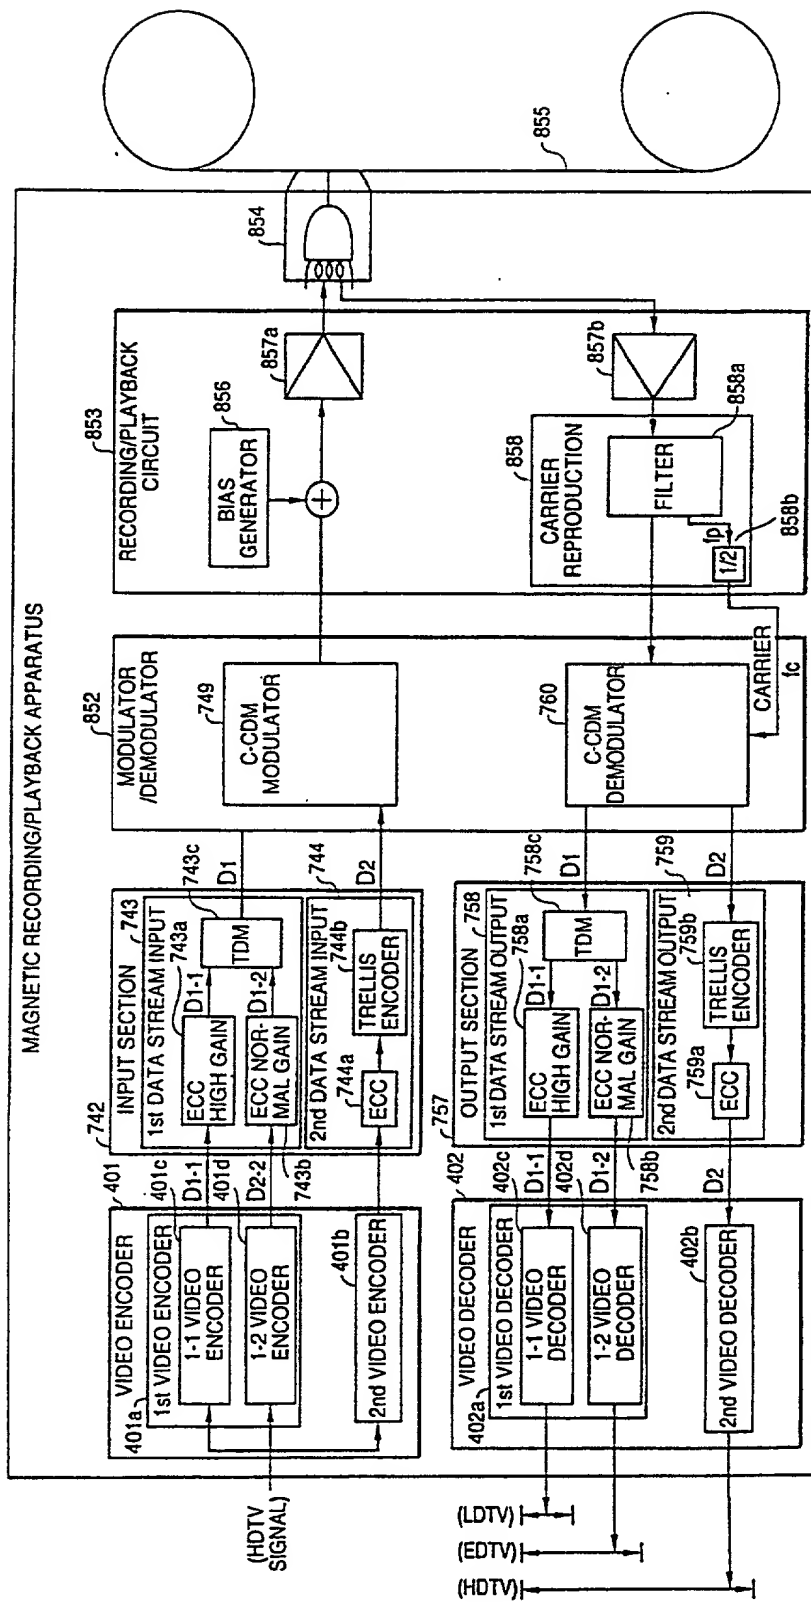 MAGNETIC RECORDING/PLAYBACK APPARATUS
(HDTV
SIGNAL)
401
VIDEO ENCODER
401a
1st VIDEO ENCODER
401c
1-1 VIDEO
ENCODER
401d
1-2 VIDEO
ENCODER
401b
2nd VIDEO ENCODER
D1-1
D2-2
742
INPUT SECTION
743
1st DATA STREAM INPUT
743a
ECC
HIGH GAIN
ECC NOR-
MAL GAIN
743b
D1-1
D1-2
743c
TDM
744
2nd DATA STREAM INPUT
744a
ECC
744b
TRELLIS
ENCODER
D1
D2
852
MODULATOR
/DEMODULATOR
749
C-CDM
MODULATOR
760
C-CDM
DEMODULATOR
CARRIER
fc
853
RECORDING/PLAYBACK
CIRCUIT
856
BIAS
GENERATOR
+
857a
854
855
857b
858
CARRIER
REPRODUCTION
858a
FILTER
fp
1/2
858b
757
OUTPUT SECTION
758
1st DATA STREAM OUTPUT
758a
ECC
HIGH GAIN
ECC NOR-
MAL GAIN
758b
D1-1
D1-2
758c
TDM
D1
759
2nd DATA STREAM OUTPUT
759a
ECC
759b
TRELLIS
ENCODER
D2
402
VIDEO DECODER
402a
1st VIDEO DECODER
402c
1-1 VIDEO
DECODER
402d
1-2 VIDEO
DECODER
402b
2nd VIDEO DECODER
D1-1
D1-2
D2
(LDTV)
(EDTV)
(HDTV)